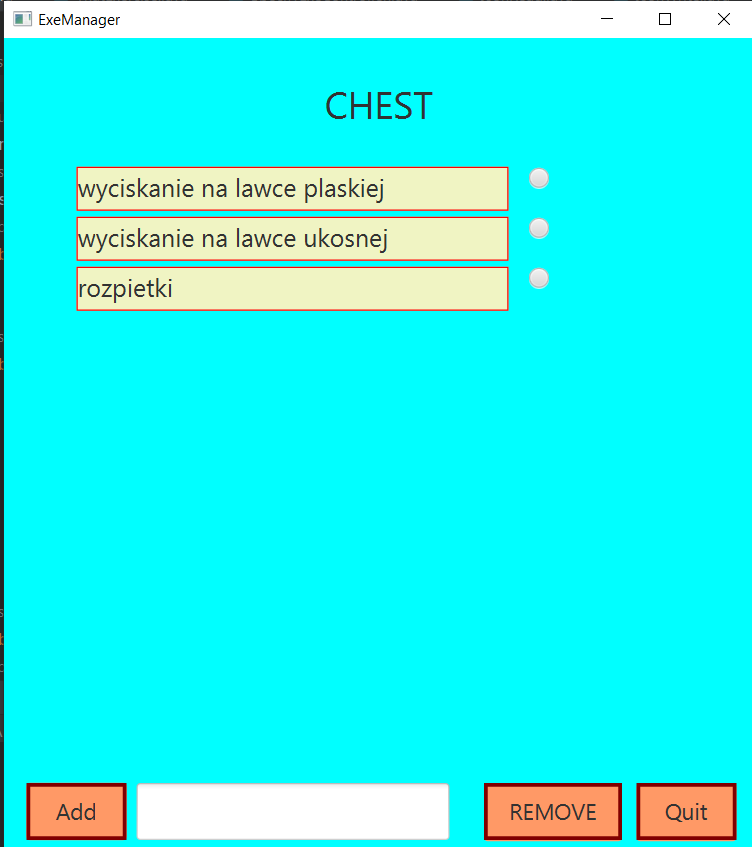 ExeManager
CHEST
wyciskanie na lawce plaskiej
wyciskanie na lawce ukosnej
rozpietki
Add REMOVE Quit